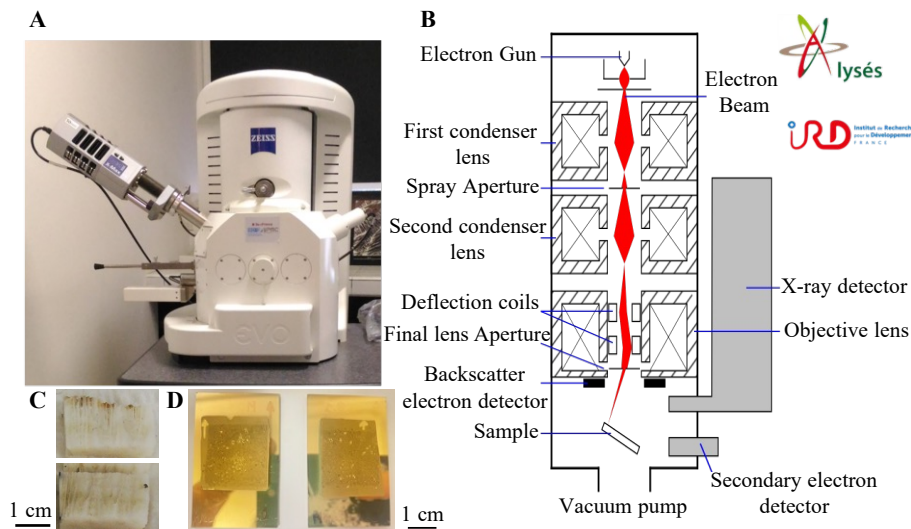 A
ZEISS
EVO
B
Electron Gun
Electron
Beam
First condenser
lens
Spray Aperture
Second condenser
lens
Deflection coils
Final lens Aperture
Backscatter
electron detector
Sample
X-ray detector
Objective lens
Secondary electron
detector
Vacuum pump
lysés
IRD
Institut de Recherche
pour le Développement
FRANCE
C
D
1 cm
1 cm